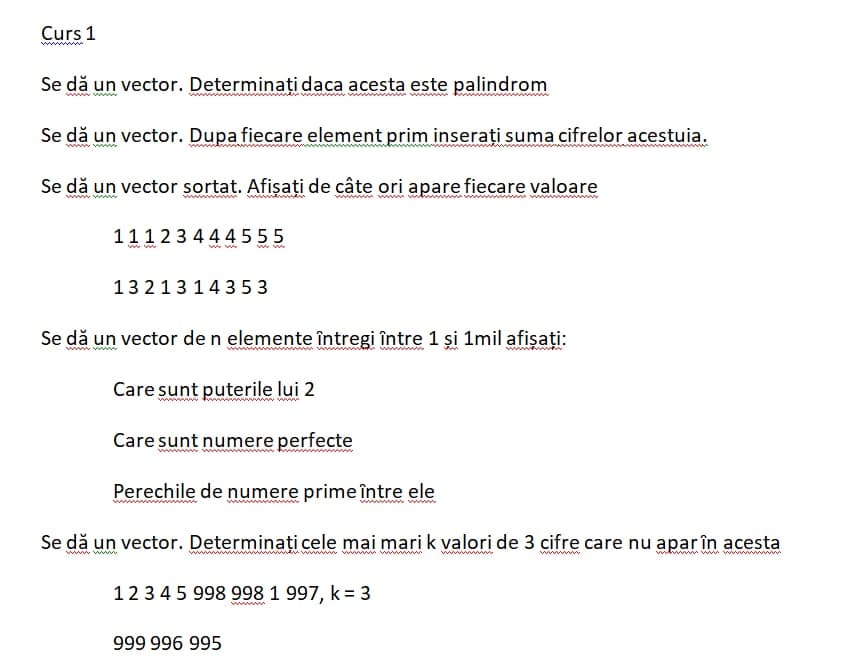 Curs 1
Se dă un vector. Determinați daca acesta este palindrom
Se dă un vector. Dupa fiecare element prim inserați suma cifrelor acestuia.
Se dă un vector sortat. Afișați de câte ori apare fiecare valoare
1 1 1 2 3 4 4 4 5 5 5
1 3 2 1 3 1 4 3 5 3
Se dă un vector de n elemente întregi între 1 și 1mil afișați:
Care sunt puterile lui 2
Care sunt numere perfecte
Perechile de numere prime între ele
Se dă un vector. Determinați cele mai mari k valori de 3 cifre care nu apar în acesta
1 2 3 4 5 998 998 1 997, k = 3
999 996 995